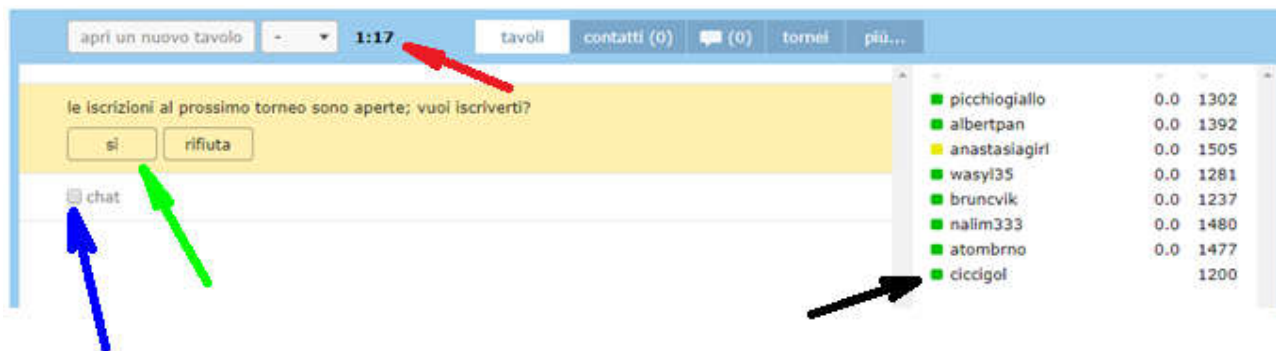 apri un nuovo tavolo - 1:17 tavoli contatti (0) (0) tornei più...
le iscrizioni al prossimo torneo sono aperte; vuoi iscriverti?
sì rifiuta
chat
picchiogiallo 0.0 1302
albertpan 0.0 1392
anastasiagirl 0.0 1505
wasyl35 0.0 1281
bruncvik 0.0 1237
nalim333 0.0 1480
atombrno 0.0 1477
ciccigol 1200